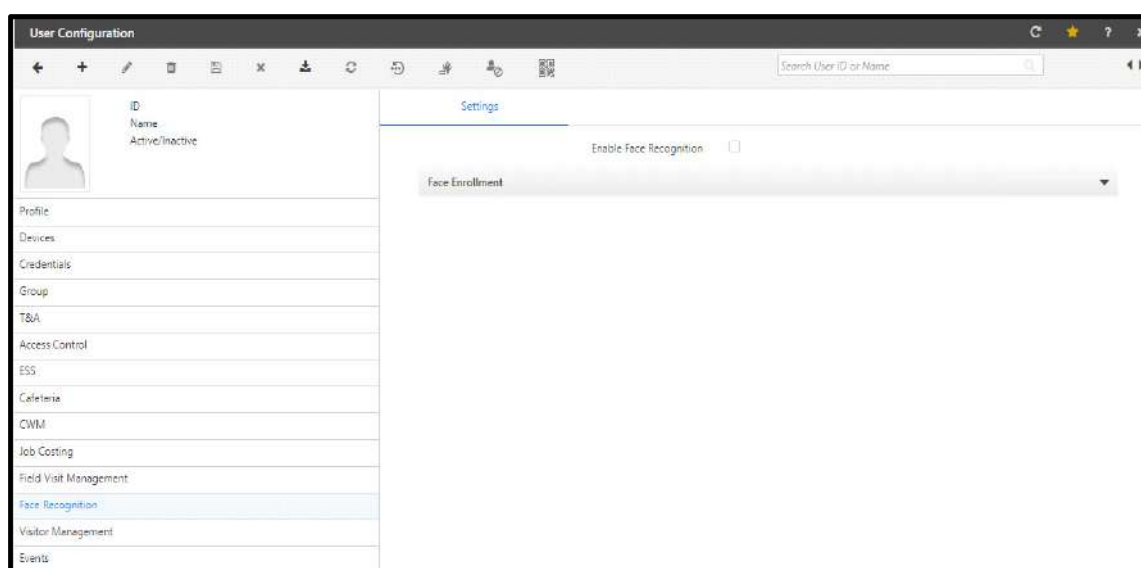 User Configuration
?
Search User ID or Name
ID
Name
Active/Inactive
Settings
Enable Face Recognition
Face Enrollment
Profile
Devices
Credentials
Group
T&A
Access Control
ESS
Cafeteria
CWM
Job Costing
Field Visit Management
Face Recognition
Visitor Management
Events